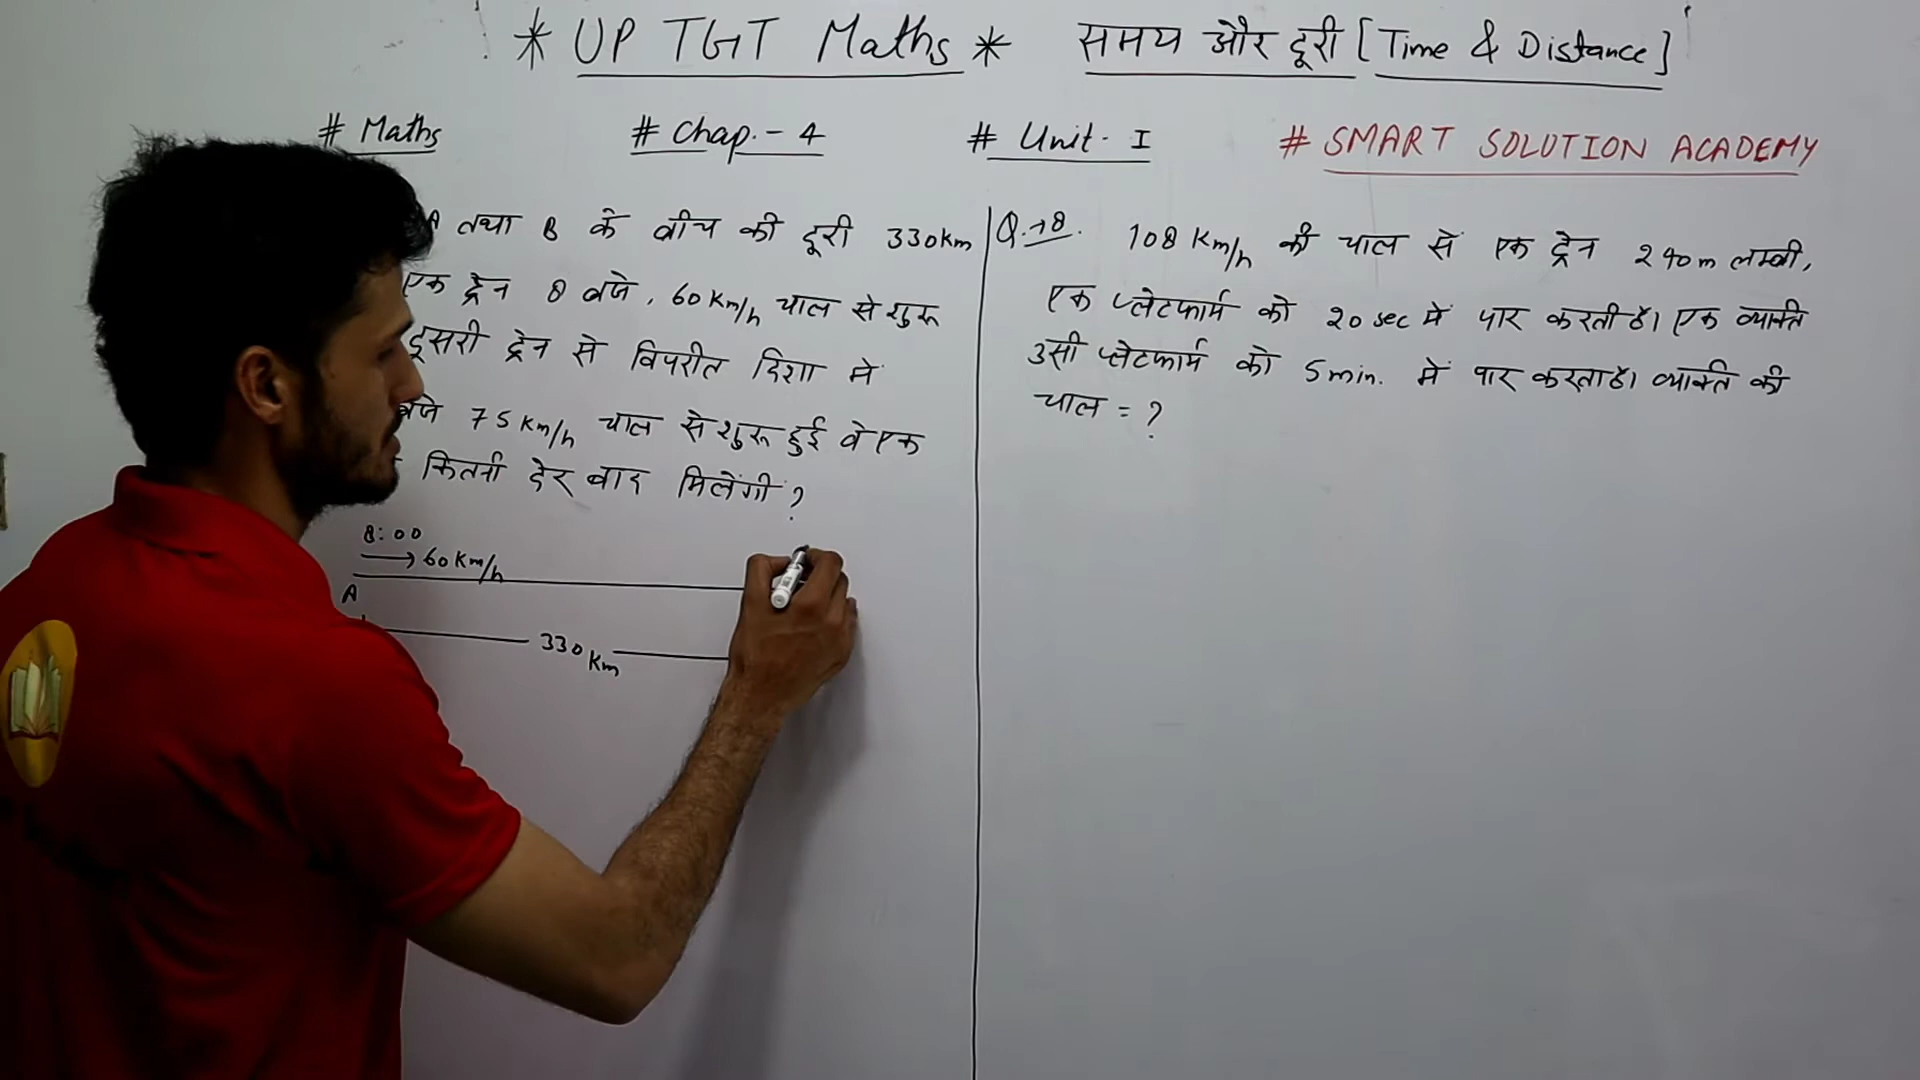 * UP TGT Maths * समय और दूरी [Time & Distance]
# Maths # Chap.- 4 # Unit- I # SMART SOLUTION ACADEMY
A तथा B के बीच की दूरी 330km
एक ट्रेन 8 बजे, 60 Km/h चाल से शुरू
दूसरी ट्रेन से विपरीत दिशा में
बजे 75 Km/h चाल से शुरू हुई वे एक
कितनी देर बाद मिलेंगी?
8:00
→ 60 Km/h
A
330 Km
Q.→8. 108 Km/h की चाल से एक ट्रेन 240m लम्बी,
एक प्लेटफार्म को 20 sec में पार करती है। एक व्यक्ति
उसी प्लेटफार्म को 5 min. में पार करता है। व्यक्ति की
चाल = ?